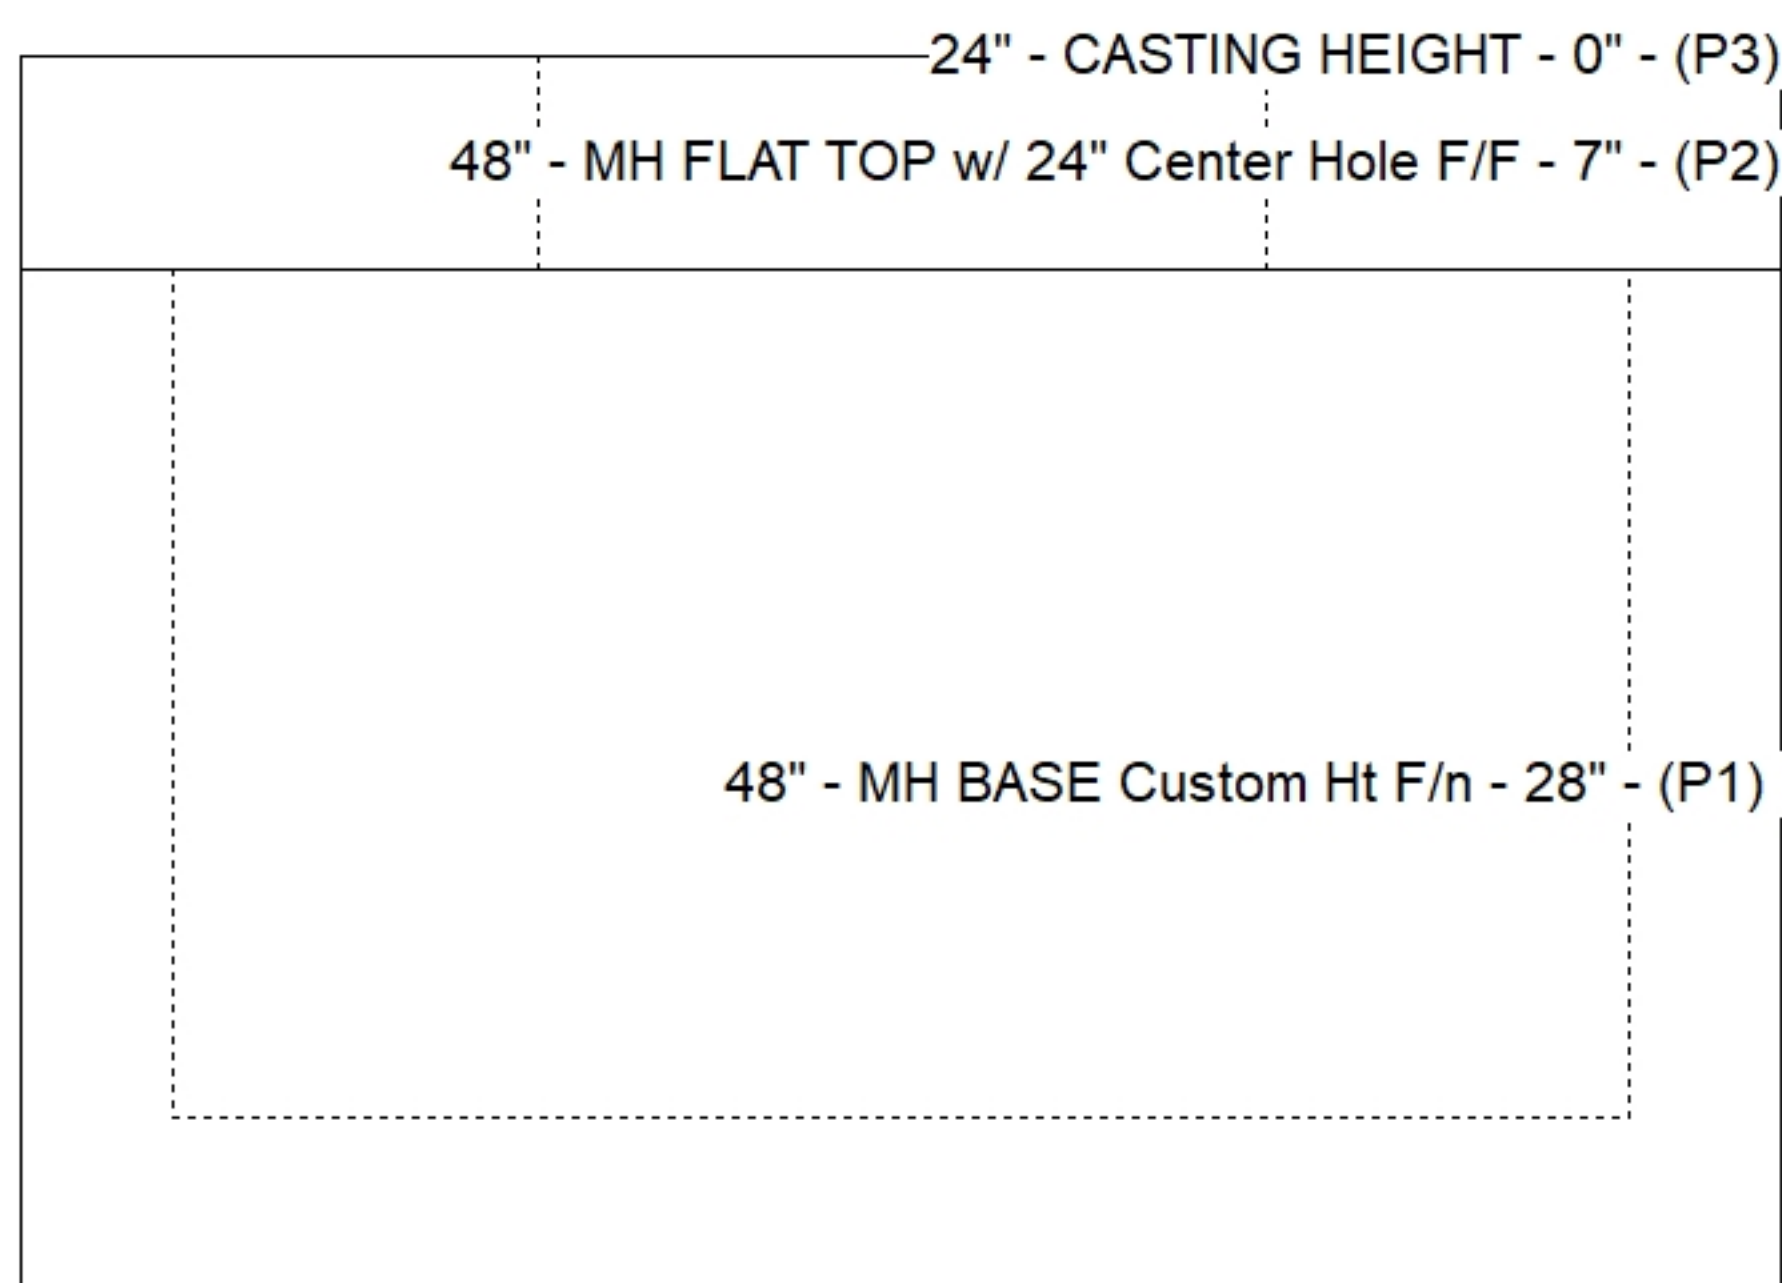 24" - CASTING HEIGHT - 0" - (P3)
48" - MH FLAT TOP w/ 24" Center Hole F/F - 7" - (P2)
48" - MH BASE Custom Ht F/n - 28" - (P1)